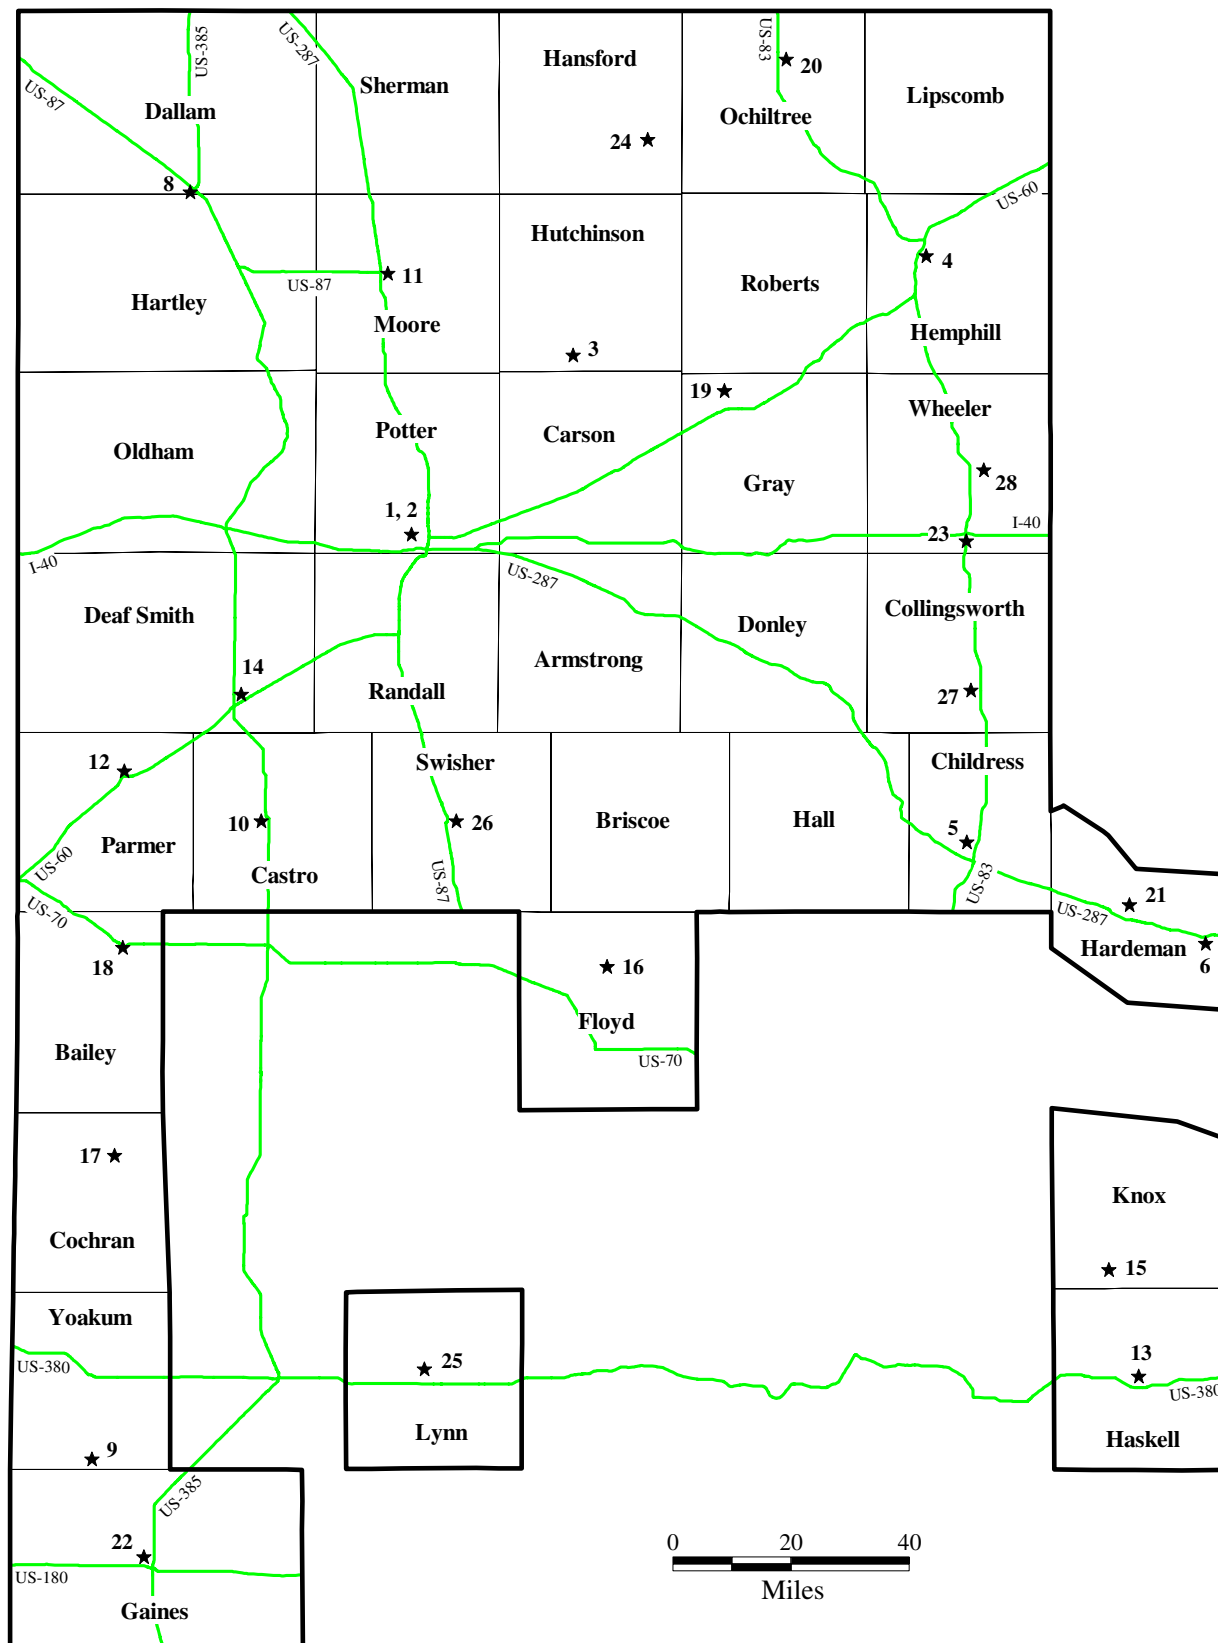 US-385
US-287
US-83
Hansford
20
Sherman
US-87
Lipscomb
Dallam
Ochiltree
24
8
US-60
Hutchinson
4
11
Roberts
US-87
Hartley
Moore
Hemphill
3
19
Wheeler
Potter
Carson
Oldham
Gray
28
1, 2
I-40
23
I-40
US-287
Collingsworth
Deaf Smith
Donley
Armstrong
14
Randall
27
Swisher
Childress
12
10
26
Briscoe
Hall
5
Parmer
US-60
Castro
US-87
US-83
21
US-70
US-287
Hardeman
18
16
6
Floyd
Bailey
US-70
17
Knox
Cochran
15
Yoakum
25
13
US-380
US-380
Lynn
Haskell
9
US-385
22
0 20 40
US-180
Miles
Gaines